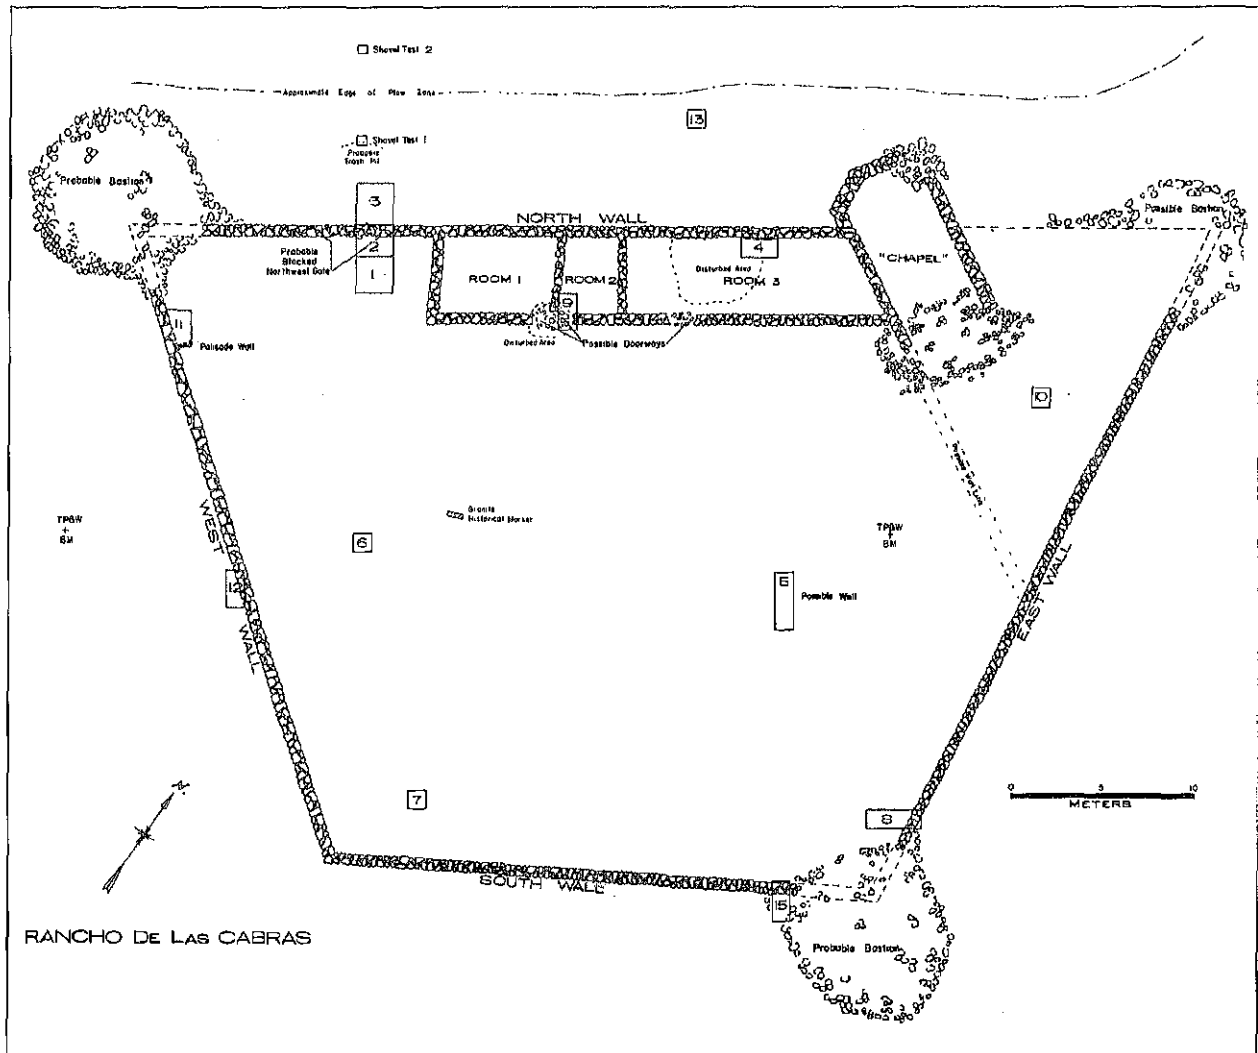 Shovel Test 2
Approximate Edge of Plow Zone
13
Shovel Test 1
Probable
Trash Pit
Probable Bastion
3
NORTH WALL
Possible Bastion
2
4
Probable
Blocked
Northwest Gate
1
ROOM 1
ROOM 2
Disturbed Area
ROOM 3
"CHAPEL"
9
11
Palisade Wall
Disturbed Area
Possible Doorways
10
Wall Line
Granite
Historical Marker
TP&W
BM
TP&W
BM
6
WEST WALL
12
5
Possible Wall
EAST WALL
N
7
0 5 10
METERS
8
SOUTH WALL
15
RANCHO DE LAS CABRAS
Probable Bastion